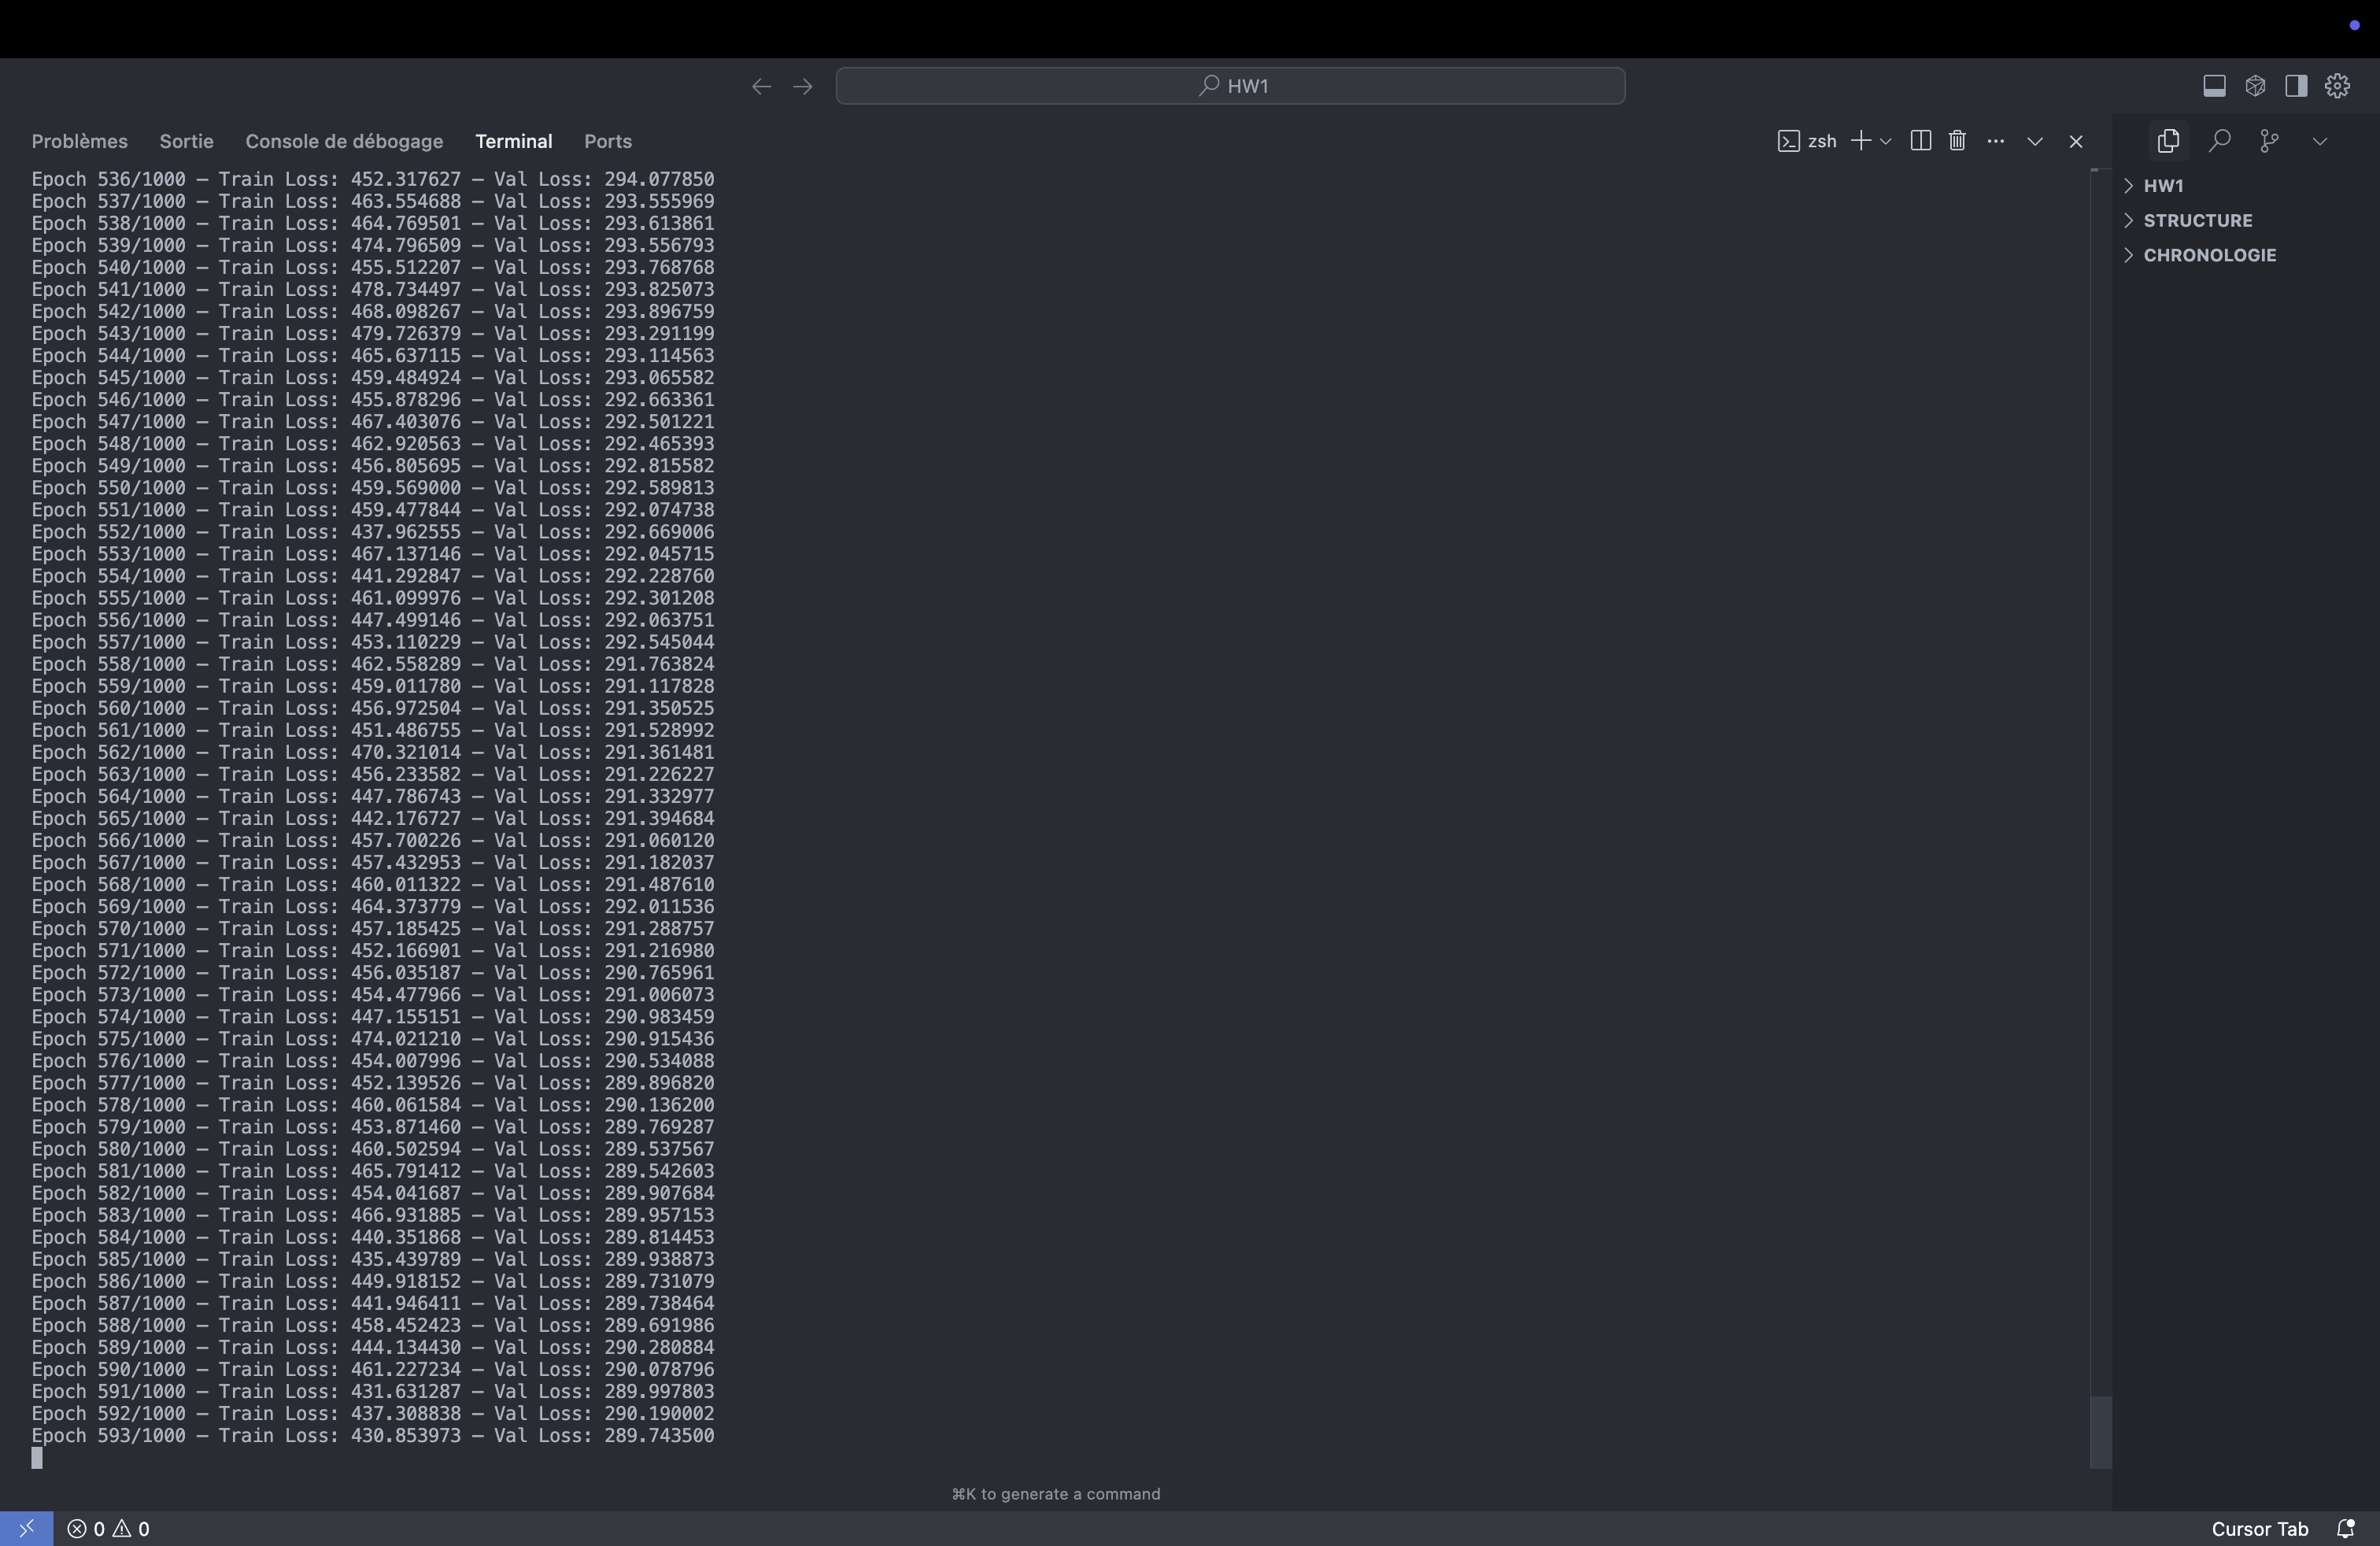 HW1
Problèmes Sortie Console de débogage Terminal Ports zsh
Epoch 536/1000 — Train Loss: 452.317627 — Val Loss: 294.077850
Epoch 537/1000 — Train Loss: 463.554688 — Val Loss: 293.555969
Epoch 538/1000 — Train Loss: 464.769501 — Val Loss: 293.613861
Epoch 539/1000 — Train Loss: 474.796509 — Val Loss: 293.556793
Epoch 540/1000 — Train Loss: 455.512207 — Val Loss: 293.768768
Epoch 541/1000 — Train Loss: 478.734497 — Val Loss: 293.825073
Epoch 542/1000 — Train Loss: 468.098267 — Val Loss: 293.896759
Epoch 543/1000 — Train Loss: 479.726379 — Val Loss: 293.291199
Epoch 544/1000 — Train Loss: 465.637115 — Val Loss: 293.114563
Epoch 545/1000 — Train Loss: 459.484924 — Val Loss: 293.065582
Epoch 546/1000 — Train Loss: 455.878296 — Val Loss: 292.663361
Epoch 547/1000 — Train Loss: 467.403076 — Val Loss: 292.501221
Epoch 548/1000 — Train Loss: 462.920563 — Val Loss: 292.465393
Epoch 549/1000 — Train Loss: 456.805695 — Val Loss: 292.815582
Epoch 550/1000 — Train Loss: 459.569000 — Val Loss: 292.589813
Epoch 551/1000 — Train Loss: 459.477844 — Val Loss: 292.074738
Epoch 552/1000 — Train Loss: 437.962555 — Val Loss: 292.669006
Epoch 553/1000 — Train Loss: 467.137146 — Val Loss: 292.045715
Epoch 554/1000 — Train Loss: 441.292847 — Val Loss: 292.228760
Epoch 555/1000 — Train Loss: 461.099976 — Val Loss: 292.301208
Epoch 556/1000 — Train Loss: 447.499146 — Val Loss: 292.063751
Epoch 557/1000 — Train Loss: 453.110229 — Val Loss: 292.545044
Epoch 558/1000 — Train Loss: 462.558289 — Val Loss: 291.763824
Epoch 559/1000 — Train Loss: 459.011780 — Val Loss: 291.117828
Epoch 560/1000 — Train Loss: 456.972504 — Val Loss: 291.350525
Epoch 561/1000 — Train Loss: 451.486755 — Val Loss: 291.528992
Epoch 562/1000 — Train Loss: 470.321014 — Val Loss: 291.361481
Epoch 563/1000 — Train Loss: 456.233582 — Val Loss: 291.226227
Epoch 564/1000 — Train Loss: 447.786743 — Val Loss: 291.332977
Epoch 565/1000 — Train Loss: 442.176727 — Val Loss: 291.394684
Epoch 566/1000 — Train Loss: 457.700226 — Val Loss: 291.060120
Epoch 567/1000 — Train Loss: 457.432953 — Val Loss: 291.182037
Epoch 568/1000 — Train Loss: 460.011322 — Val Loss: 291.487610
Epoch 569/1000 — Train Loss: 464.373779 — Val Loss: 292.011536
Epoch 570/1000 — Train Loss: 457.185425 — Val Loss: 291.288757
Epoch 571/1000 — Train Loss: 452.166901 — Val Loss: 291.216980
Epoch 572/1000 — Train Loss: 456.035187 — Val Loss: 290.765961
Epoch 573/1000 — Train Loss: 454.477966 — Val Loss: 291.006073
Epoch 574/1000 — Train Loss: 447.155151 — Val Loss: 290.983459
Epoch 575/1000 — Train Loss: 474.021210 — Val Loss: 290.915436
Epoch 576/1000 — Train Loss: 454.007996 — Val Loss: 290.534088
Epoch 577/1000 — Train Loss: 452.139526 — Val Loss: 289.896820
Epoch 578/1000 — Train Loss: 460.061584 — Val Loss: 290.136200
Epoch 579/1000 — Train Loss: 453.871460 — Val Loss: 289.769287
Epoch 580/1000 — Train Loss: 460.502594 — Val Loss: 289.537567
Epoch 581/1000 — Train Loss: 465.791412 — Val Loss: 289.542603
Epoch 582/1000 — Train Loss: 454.041687 — Val Loss: 289.907684
Epoch 583/1000 — Train Loss: 466.931885 — Val Loss: 289.957153
Epoch 584/1000 — Train Loss: 440.351868 — Val Loss: 289.814453
Epoch 585/1000 — Train Loss: 435.439789 — Val Loss: 289.938873
Epoch 586/1000 — Train Loss: 449.918152 — Val Loss: 289.731079
Epoch 587/1000 — Train Loss: 441.946411 — Val Loss: 289.738464
Epoch 588/1000 — Train Loss: 458.452423 — Val Loss: 289.691986
Epoch 589/1000 — Train Loss: 444.134430 — Val Loss: 290.280884
Epoch 590/1000 — Train Loss: 461.227234 — Val Loss: 290.078796
Epoch 591/1000 — Train Loss: 431.631287 — Val Loss: 289.997803
Epoch 592/1000 — Train Loss: 437.308838 — Val Loss: 290.190002
Epoch 593/1000 — Train Loss: 430.853973 — Val Loss: 289.743500
⌘K to generate a command
HW1
STRUCTURE
CHRONOLOGIE
0 0
Cursor Tab